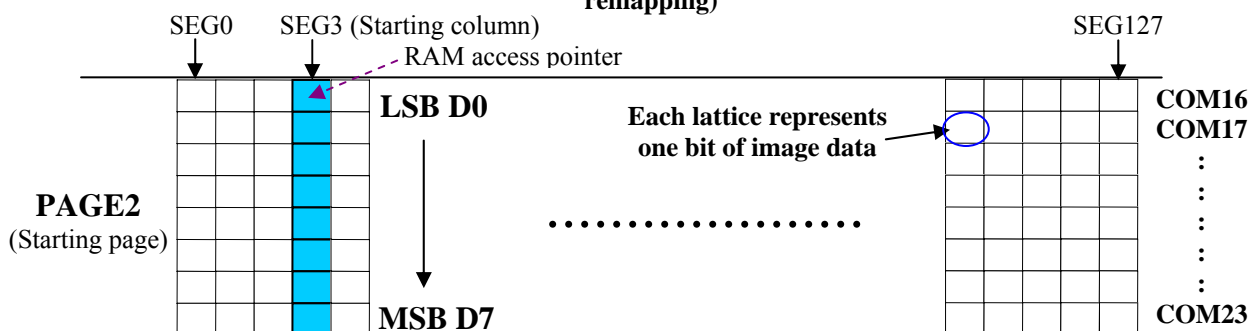 remapping)
SEG0
SEG3 (Starting column)
SEG127
RAM access pointer
LSB D0
Each lattice represents
one bit of image data
COM16
COM17
:
:
:
:
:
PAGE2
(Starting page)
.....................
MSB D7
COM23